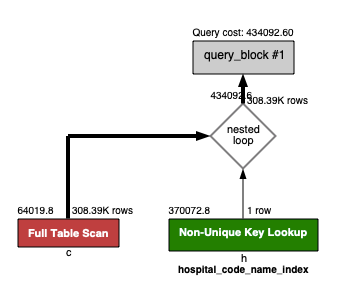 Query cost: 434092.60
query_block #1
434092.6
308.39K rows
nested
loop
64019.8
308.39K rows
370072.8
1 row
Full Table Scan
Non-Unique Key Lookup
c
h
hospital_code_name_index